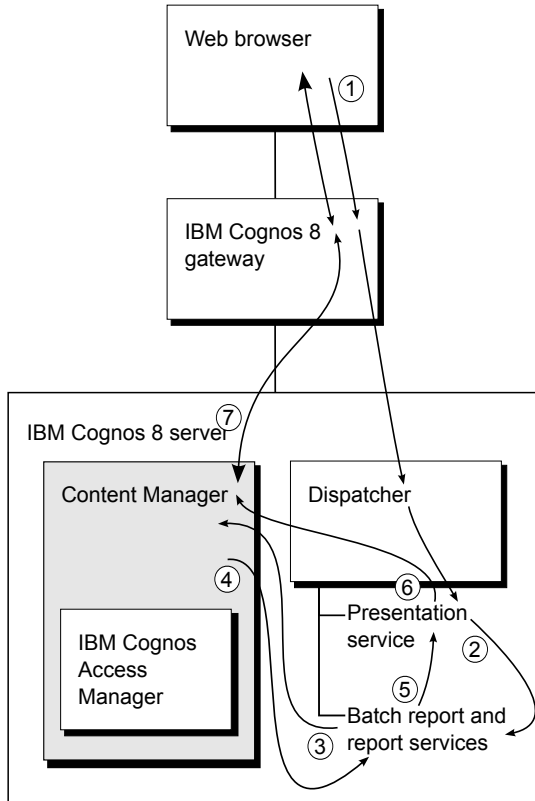 Web browser
①
IBM Cognos 8
gateway
⑦
IBM Cognos 8 server
Content Manager
Dispatcher
④
⑥
Presentation
service
②
IBM Cognos
Access
Manager
⑤
Batch report and
report services
③